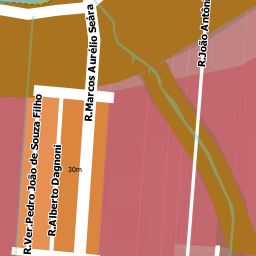 R.Marcos Aurélio Seára
R.João Antôn
R.Ver.Pedro João de Souza Filho
R.Alberto Dagnoni
30m